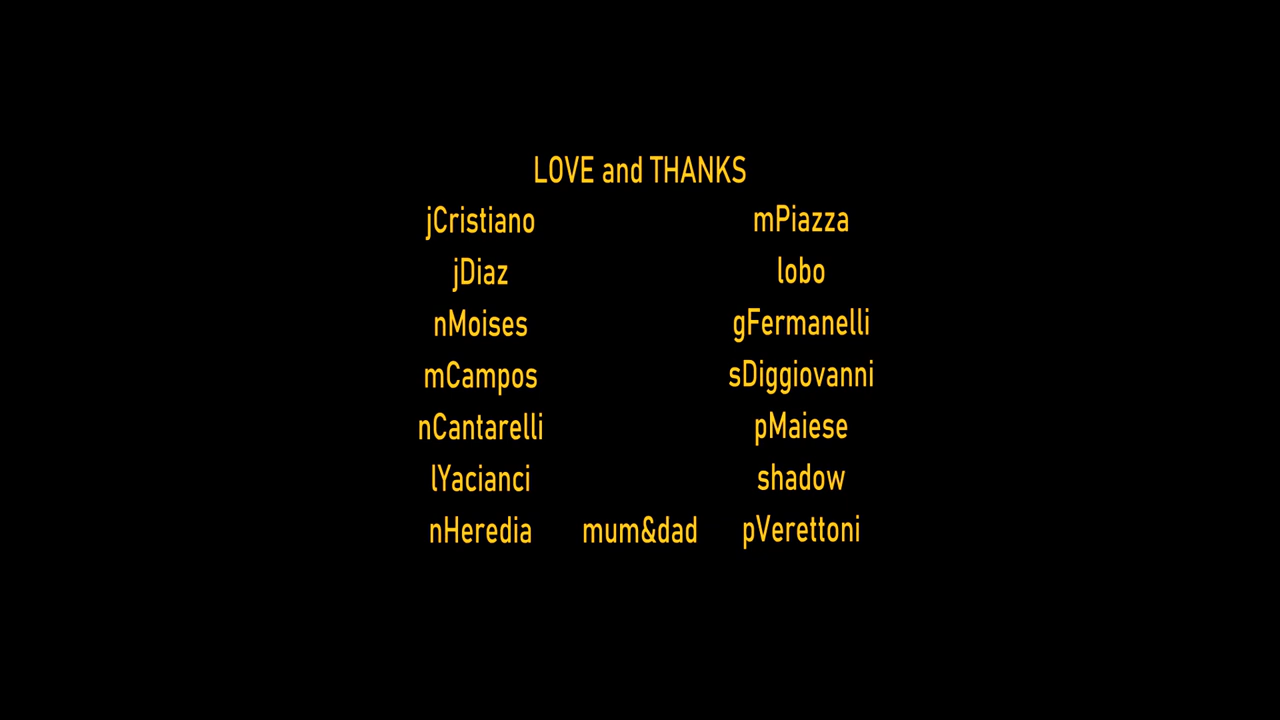 LOVE and THANKS
jCristiano mPiazza
jDiaz lobo
nMoises gFermanelli
mCampos sDiggiovanni
nCantarelli pMaiese
lYacianci shadow
nHeredia mum&dad pVerettoni